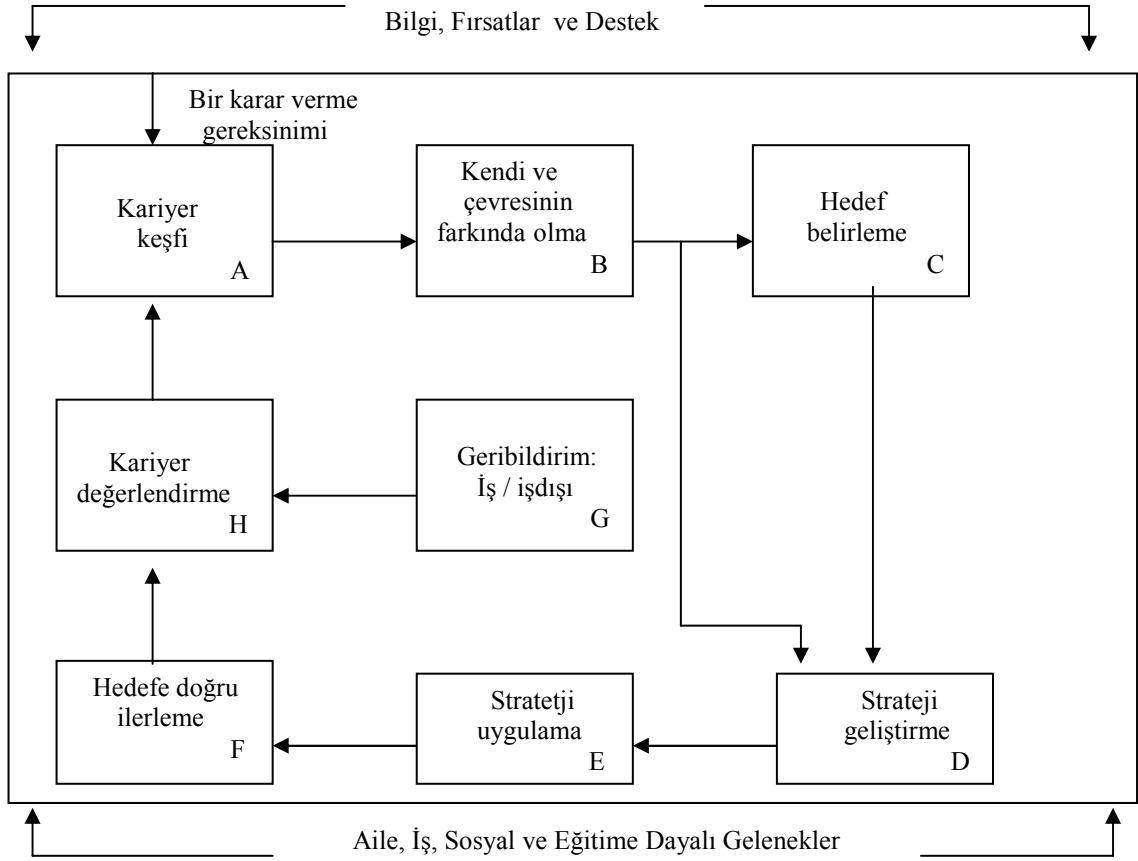 Bilgi, Fırsatlar ve Destek
Bir karar verme
gereksinimi
Kariyer
keşfi
A
Kendi ve
çevresinin
farkında olma
B
Hedef
belirleme
C
Kariyer
değerlendirme
H
Geribildirim:
İş / işdışı
G
Hedefe doğru
ilerleme
F
Stratetji
uygulama
E
Strateji
geliştirme
D
Aile, İş, Sosyal ve Eğitime Dayalı Gelenekler